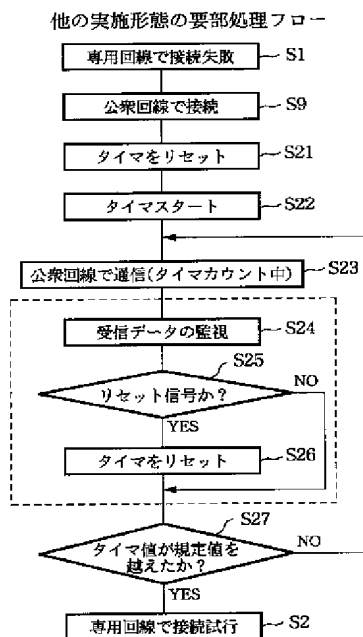 他の実施形態の要部処理フロー
専用回線で接続失敗 S1
公衆回線で接続 S9
タイマをリセット S21
タイマスタート S22
公衆回線で通信(タイマカウント中) S23
受信データの監視 S24
S25
リセット信号か? NO
YES
タイマをリセット S26
S27
タイマ値が規定値を
越えたか? NO
YES
専用回線で接続試行 S2